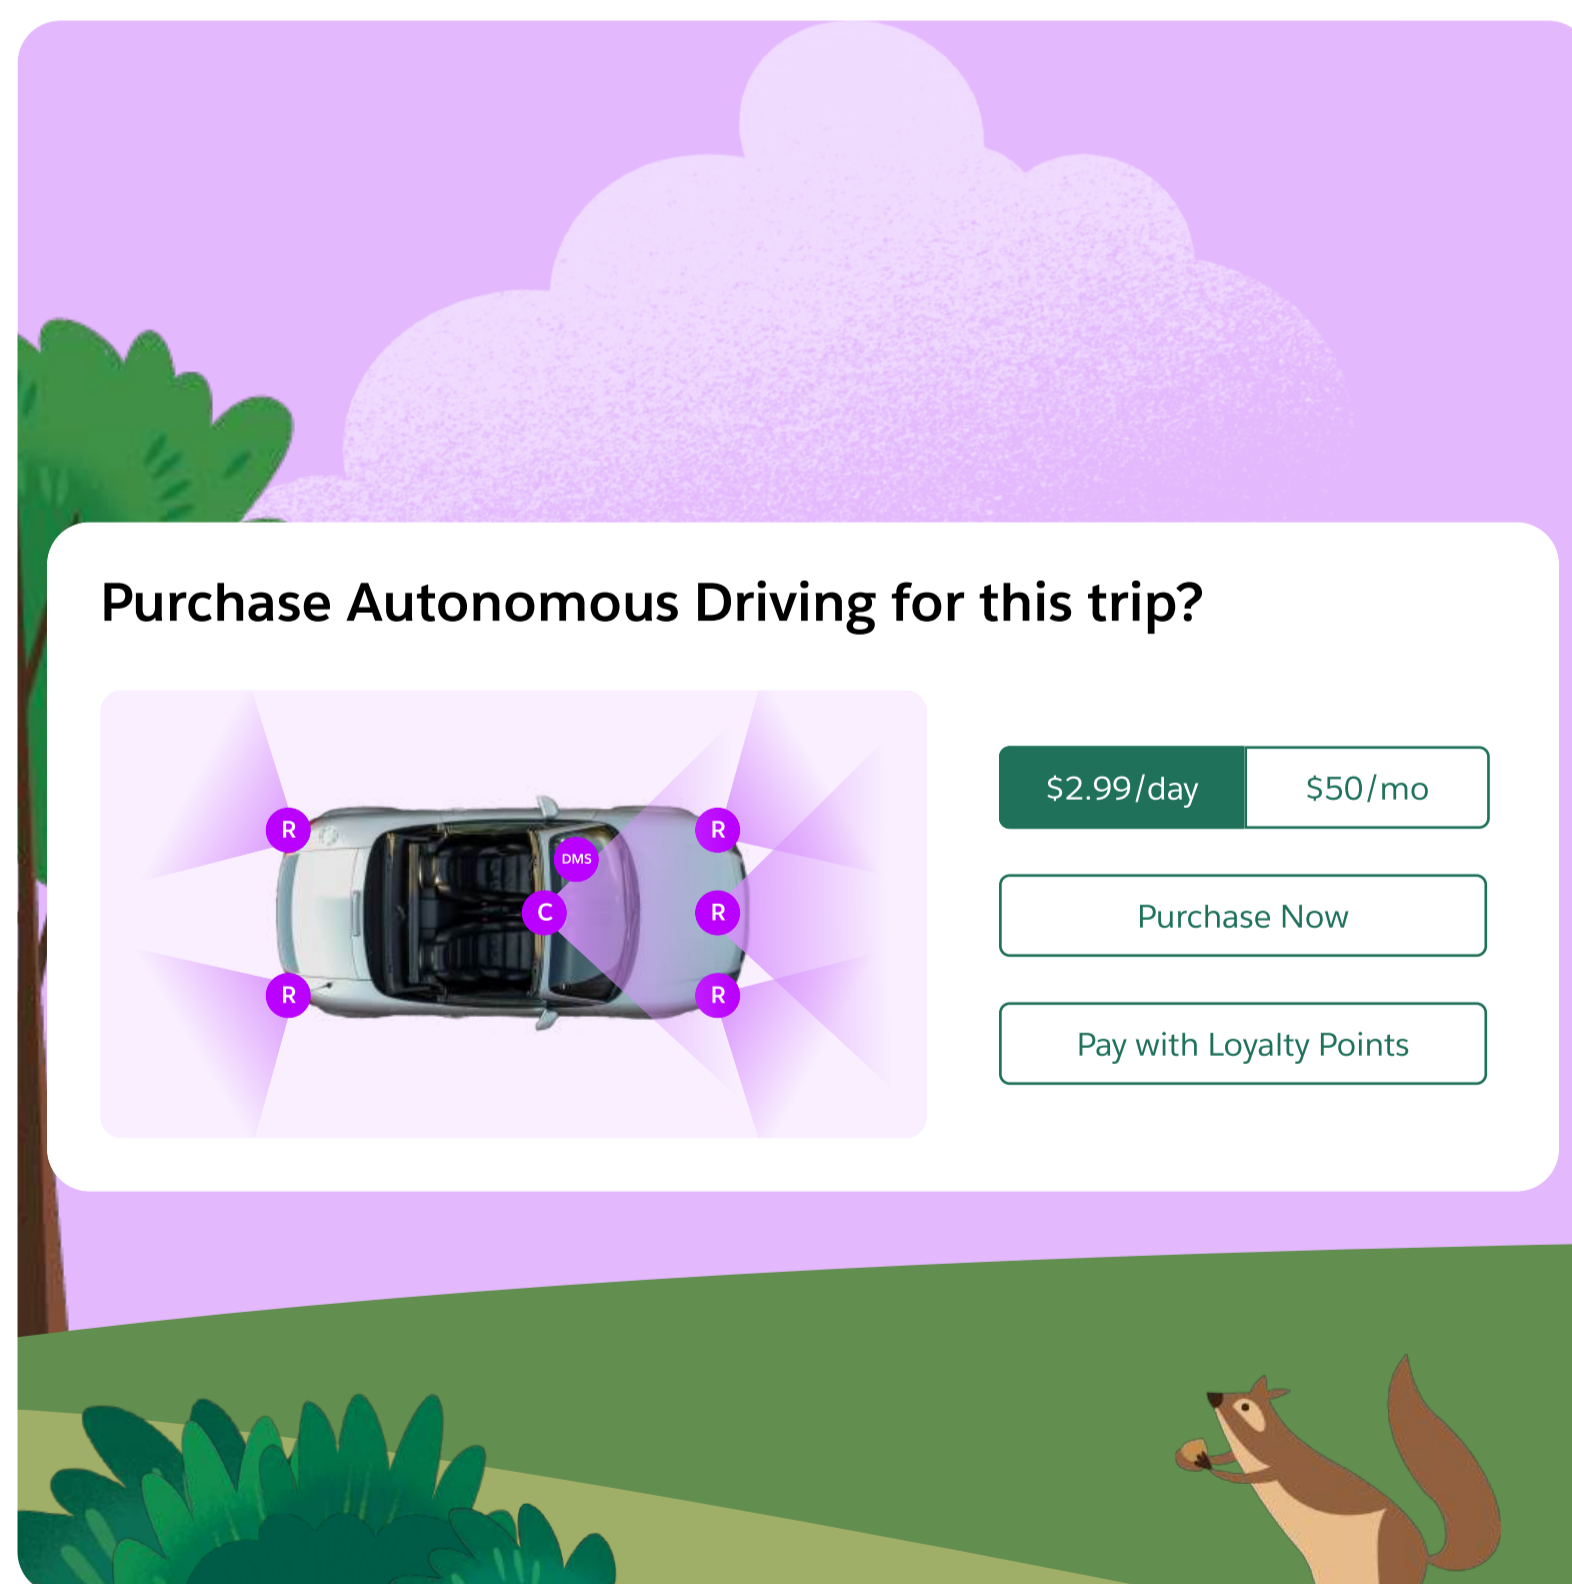 Purchase Autonomous Driving for this trip?
R
R
DMS
C
R
R
R
$2.99/day
$50/mo
Purchase Now
Pay with Loyalty Points